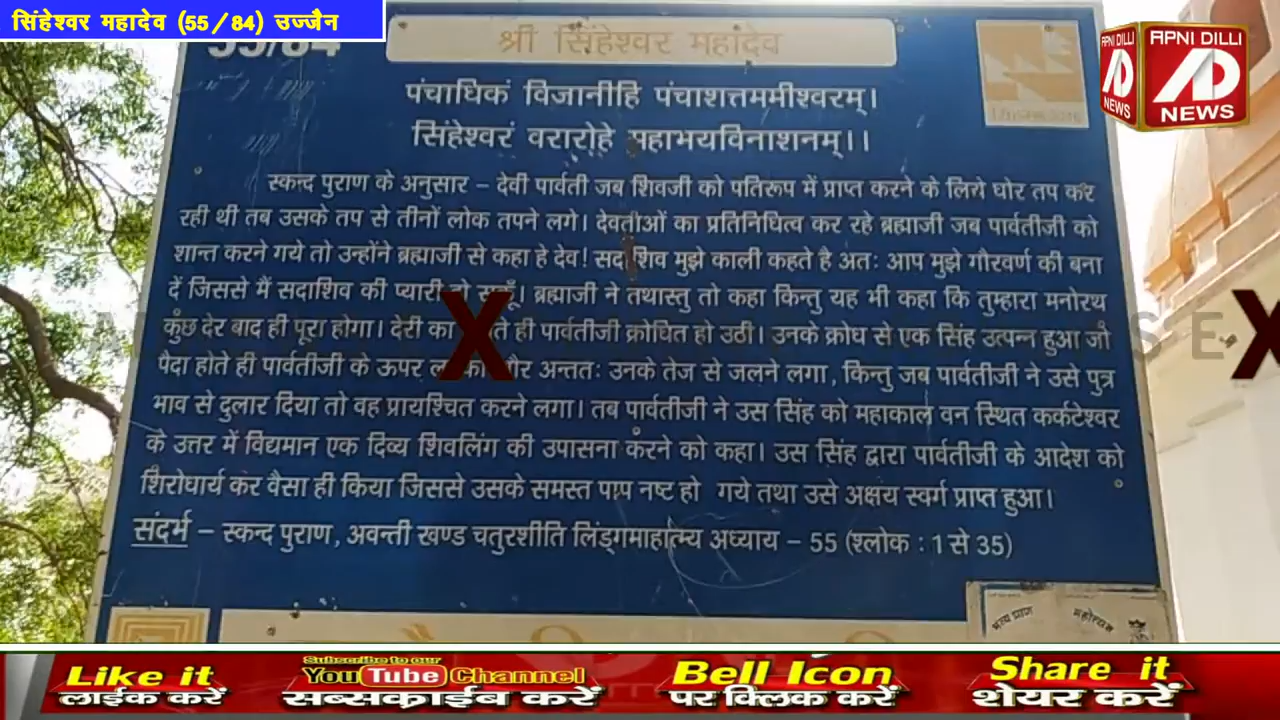 सिंहेश्वर महादेव (55/84) उज्जैन
55/84
श्री सिंहेश्वर महादेव
APNI DILLI
NEWS
APNI DILLI
NEWS
पंचाधिकं विजानीहि पंचाशत्तममीश्वरम्।
सिंहेश्वरं वरारोहे महाभयविनाशनम्।।
स्कन्द पुराण के अनुसार – देवी पार्वती जब शिवजी को पतिरूप में प्राप्त करने के लिये घोर तप कर
रही थीं तब उसके तप से तीनों लोक तपने लगे। देवताओं का प्रतिनिधित्व कर रहे ब्रह्माजी जब पार्वतीजी को
शान्त करने गये तो उन्होंने ब्रह्माजी से कहा हे देव! सदाशिव मुझे काली कहते है अतः आप मुझे गौरवर्ण की बना
दें जिससे मैं सदाशिव की प्यारी हो सकूँ। ब्रह्माजी ने तथास्तु तो कहा किन्तु यह भी कहा कि तुम्हारा मनोरथ
कुछ देर बाद ही पूरा होगा। देरी का ही पार्वतीजी क्रोधित हो उठी। उनके क्रोध से एक सिंह उत्पन्न हुआ जो
पैदा होते ही पार्वतीजी के ऊपर और अन्ततः उनके तेज से जलने लगा, किन्तु जब पार्वतीजी ने उसे पुत्र
भाव से दुलार दिया तो वह प्रायश्चित करने लगा। तब पार्वतीजी ने उस सिंह को महाकाल वन स्थित कर्कटेश्वर
के उत्तर में विद्यमान एक दिव्य शिवलिंग की उपासना करने को कहा। उस सिंह द्वारा पार्वतीजी के आदेश को
शिरोधार्य कर वैसा ही किया जिससे उसके समस्त पाप नष्ट हो गये तथा उसे अक्षय स्वर्ग प्राप्त हुआ।
संदर्भ – स्कन्द पुराण, अवन्ती खण्ड चतुरशीति लिंड्गमाहात्म्य अध्याय – 55 (श्लोक : 1 से 35)
महोत्सव
Like it
लाईक करें
Subscribe to our
YouTube Channel
सब्सक्राईब करें
Bell Icon
पर क्लिक करें
Share it
शेयर करें